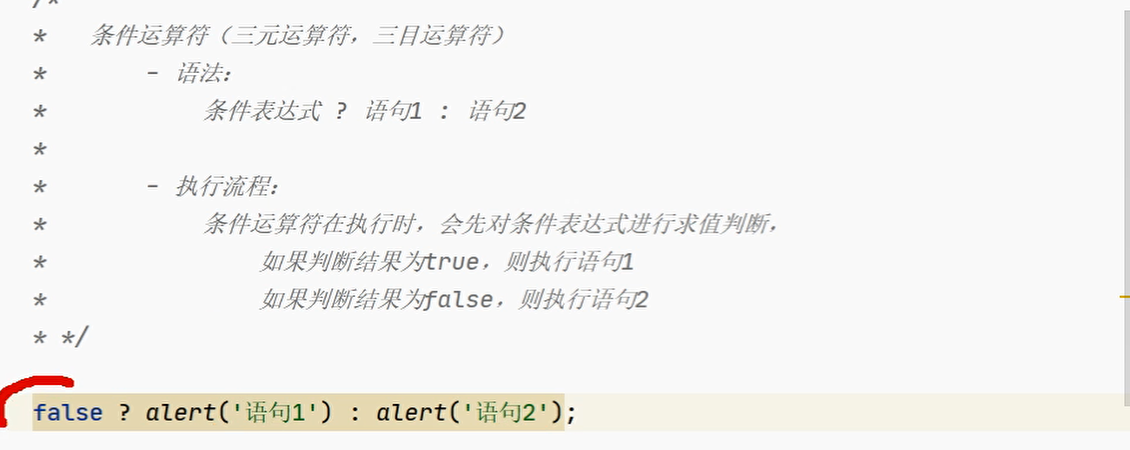 /*
* 条件运算符（三元运算符，三目运算符）
* - 语法：
* 条件表达式 ? 语句1 : 语句2
*
* - 执行流程：
* 条件运算符在执行时，会先对条件表达式进行求值判断，
* 如果判断结果为true，则执行语句1
* 如果判断结果为false，则执行语句2
* */
false ? alert('语句1') : alert('语句2');